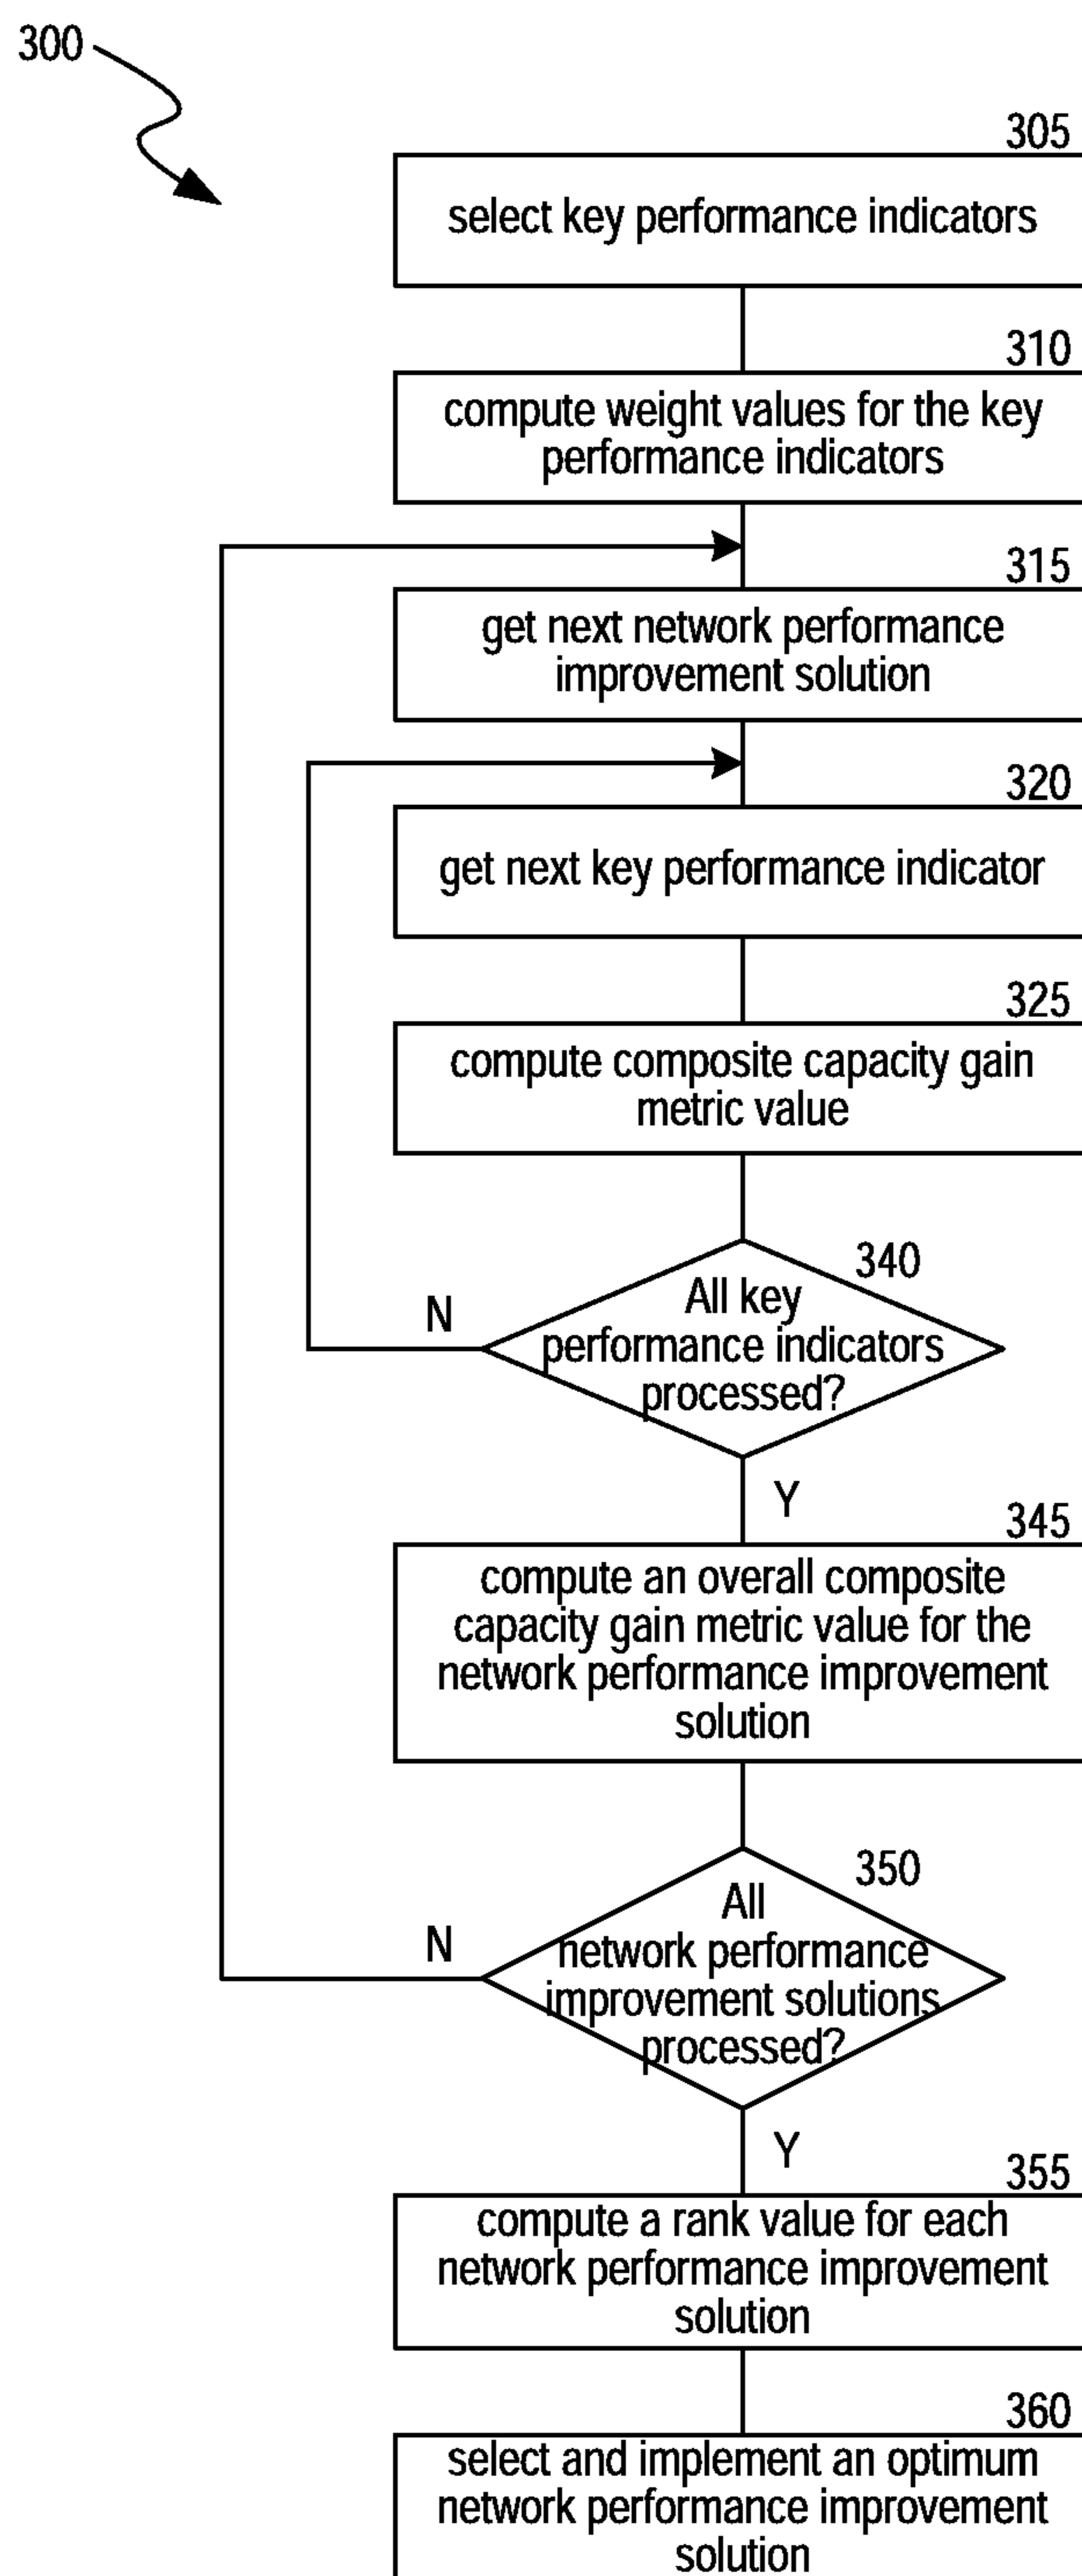 300
305
select key performance indicators
310
compute weight values for the key
performance indicators
315
get next network performance
improvement solution
320
get next key performance indicator
325
compute composite capacity gain
metric value
340
All key
performance indicators
processed?
N
Y
345
compute an overall composite
capacity gain metric value for the
network performance improvement
solution
350
All
network performance
improvement solutions
processed?
N
Y
355
compute a rank value for each
network performance improvement
solution
360
select and implement an optimum
network performance improvement
solution